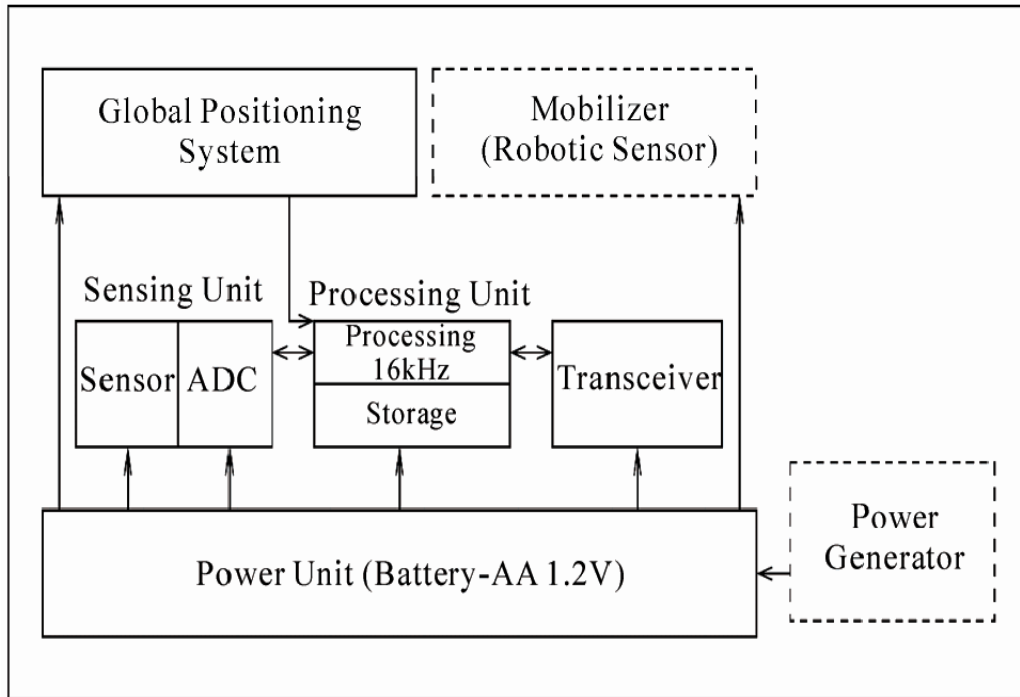 Global Positioning
System
Mobilizer
(Robotic Sensor)
Sensing Unit
Processing Unit
Sensor
ADC
Processing
16kHz
Storage
Transceiver
Power
Generator
Power Unit (Battery-AA 1.2V)